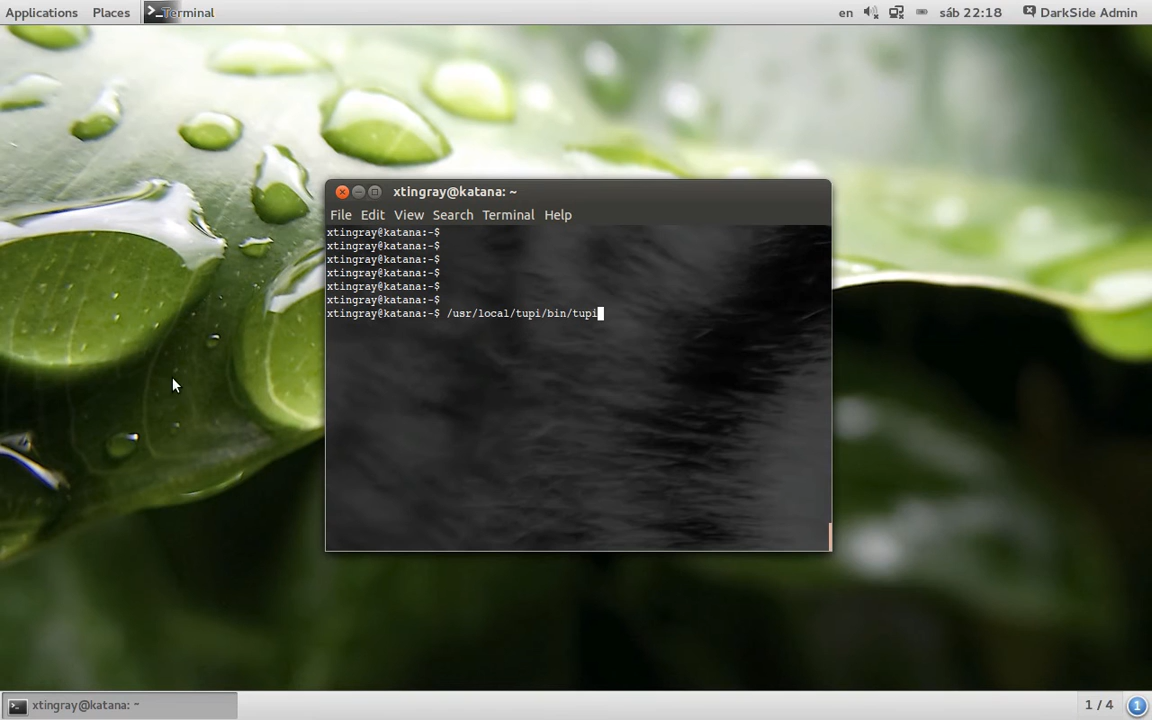 Applications Places Terminal en sáb 22:18 DarkSide Admin
xtingray@katana: ~
File Edit View Search Terminal Help
xtingray@katana:~$
xtingray@katana:~$
xtingray@katana:~$
xtingray@katana:~$
xtingray@katana:~$
xtingray@katana:~$
xtingray@katana:~$ /usr/local/tupi/bin/tupi
xtingray@katana: ~ 1 / 4 1